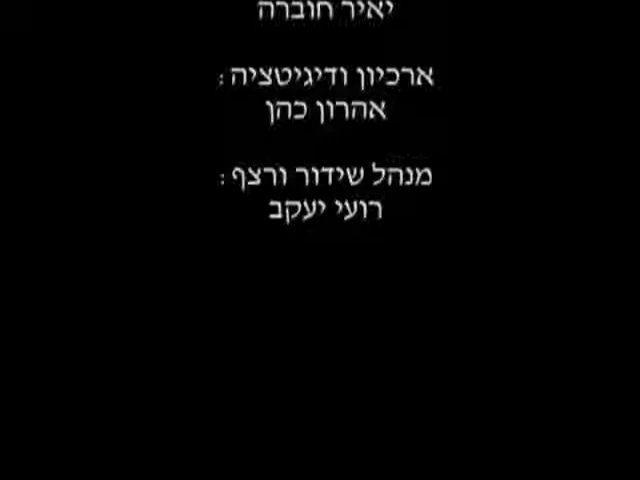 יאיר חוברה
ארכיון ודיגיטציה:
אהרון כהן
מנהל שידור ורצף:
רועי יעקב